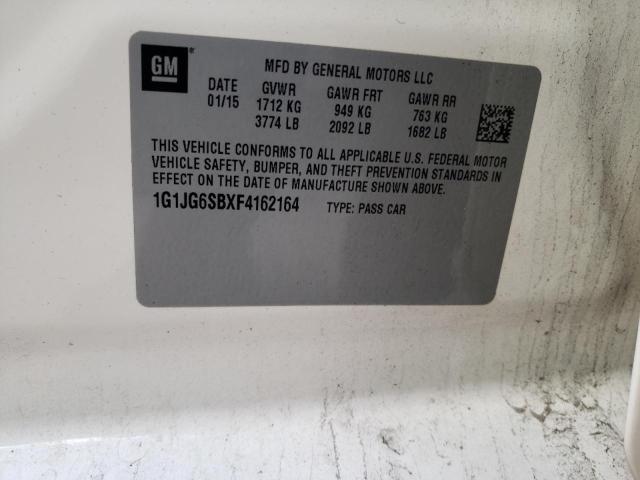 GM
MFD BY GENERAL MOTORS LLC
DATE GVWR GAWR FRT GAWR RR
01/15 1712 KG 949 KG 763 KG
3774 LB 2092 LB 1682 LB
THIS VEHICLE CONFORMS TO ALL APPLICABLE U.S. FEDERAL MOTOR
VEHICLE SAFETY, BUMPER, AND THEFT PREVENTION STANDARDS IN
EFFECT ON THE DATE OF MANUFACTURE SHOWN ABOVE.
1G1JG6SBXF4162164 TYPE: PASS CAR